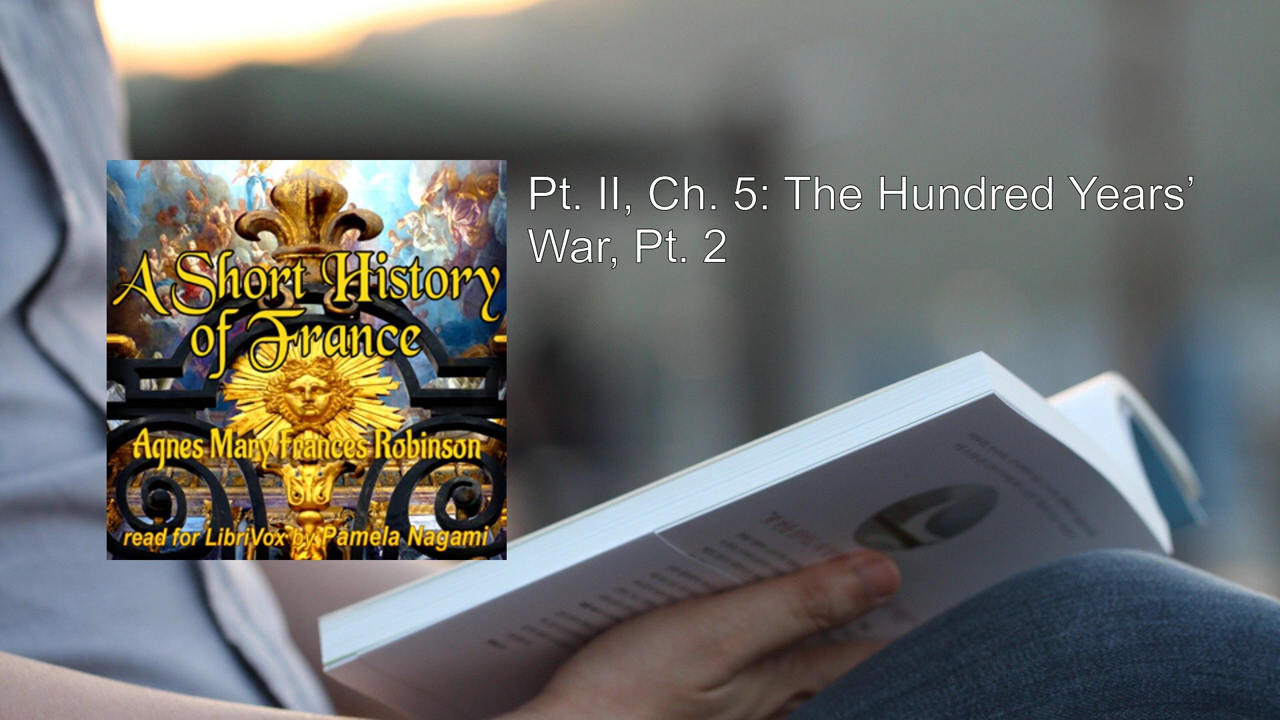 Pt. II, Ch. 5: The Hundred Years’
War, Pt. 2
A Short History
of France
Agnes Mary Frances Robinson
read for LibriVox by Pamela Nagami